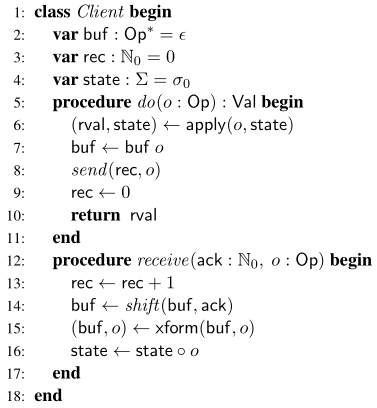 1: class Client begin
2: var buf : Op* = ϵ
3: var rec : ℕ₀ = 0
4: var state : Σ = σ₀
5: procedure do(o : Op) : Val begin
6: (rval, state) ← apply(o, state)
7: buf ← buf o
8: send(rec, o)
9: rec ← 0
10: return rval
11: end
12: procedure receive(ack : ℕ₀, o : Op) begin
13: rec ← rec + 1
14: buf ← shift(buf, ack)
15: (buf, o) ← xform(buf, o)
16: state ← state ∘ o
17: end
18: end